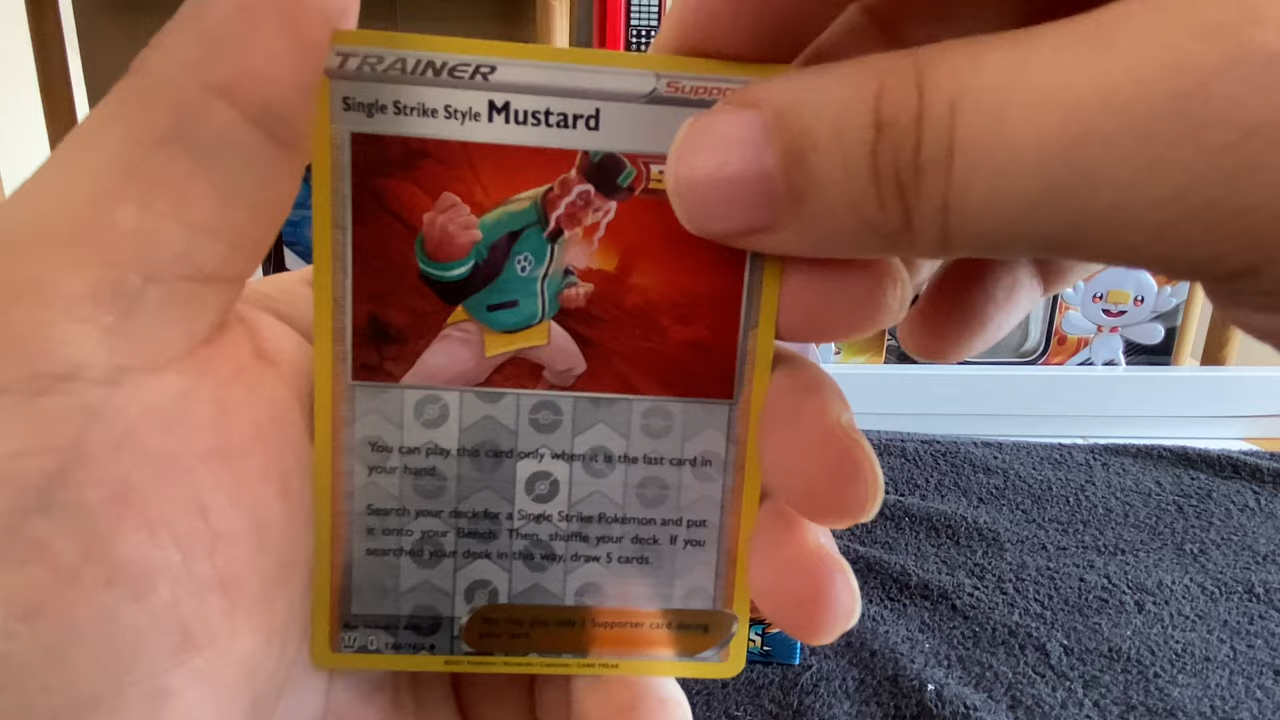 TRAINER
Suppo
Single Strike Style Mustard
You can play this card only when it is the last card in
your hand.
Search your deck for a Single Strike Pokémon and put
it onto your Bench. Then, shuffle your deck. If you
searched your deck in this way, draw 5 cards.
You may play only 1 Supporter card during
your turn.
©2021 Pokémon / Nintendo / Creatures / GAME FREAK